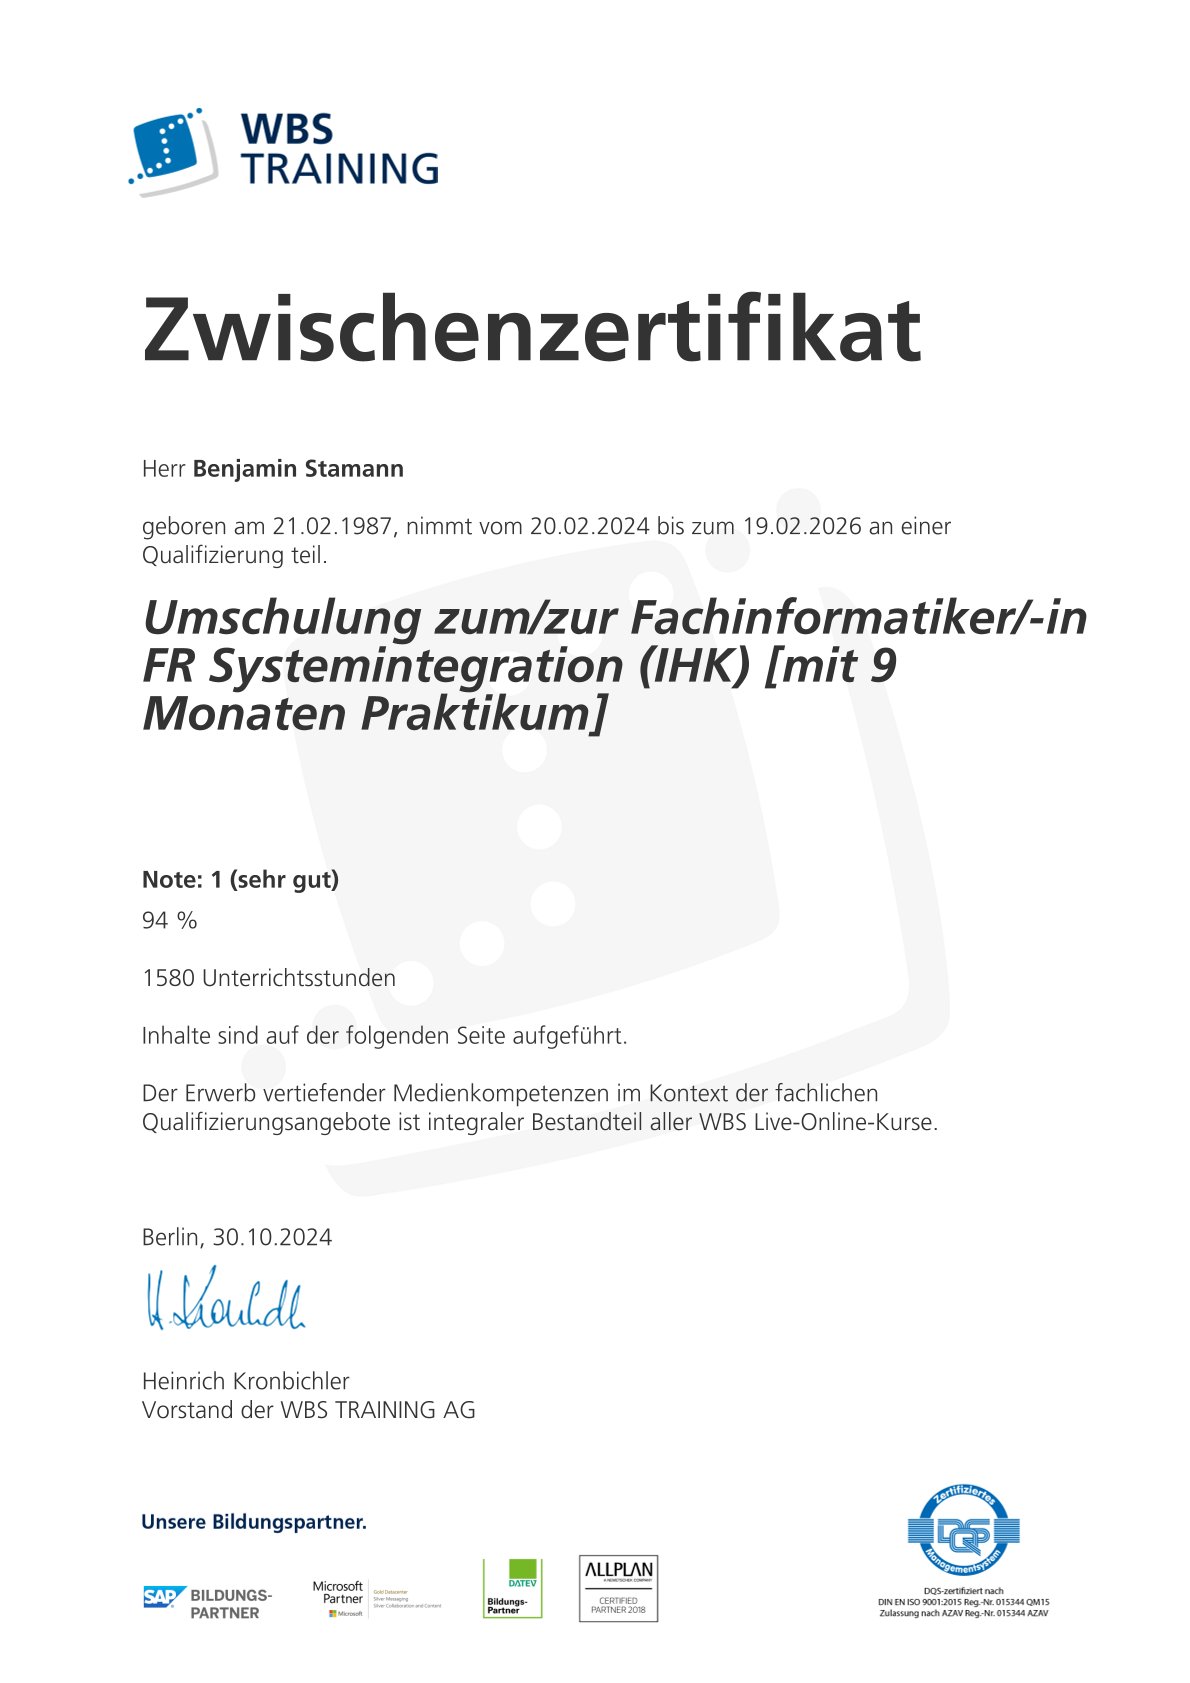 WBS
TRAINING
Zwischenzertifikat
Herr Benjamin Stamann
geboren am 21.02.1987, nimmt vom 20.02.2024 bis zum 19.02.2026 an einer
Qualifizierung teil.
Umschulung zum/zur Fachinformatiker/-in
FR Systemintegration (IHK) [mit 9
Monaten Praktikum]
Note: 1 (sehr gut)
94 %
1580 Unterrichtsstunden
Inhalte sind auf der folgenden Seite aufgeführt.
Der Erwerb vertiefender Medienkompetenzen im Kontext der fachlichen
Qualifizierungsangebote ist integraler Bestandteil aller WBS Live-Online-Kurse.
Berlin, 30.10.2024
Heinrich Kronbichler
Vorstand der WBS TRAINING AG
Unsere Bildungspartner.
SAP BILDUNGS-
PARTNER
Microsoft
Partner
Microsoft
Gold Datacenter
Silver Messaging
Silver Collaboration and Content
DATEV
Bildungs-
Partner
ALLPLAN
A NEMETSCHEK COMPANY
CERTIFIED
PARTNER 2018
Zertifiziertes
DQS
Managementsystem
DQS-zertifiziert nach
DIN EN ISO 9001:2015 Reg.-Nr. 015344 QM15
Zulassung nach AZAV Reg.-Nr. 015344 AZAV